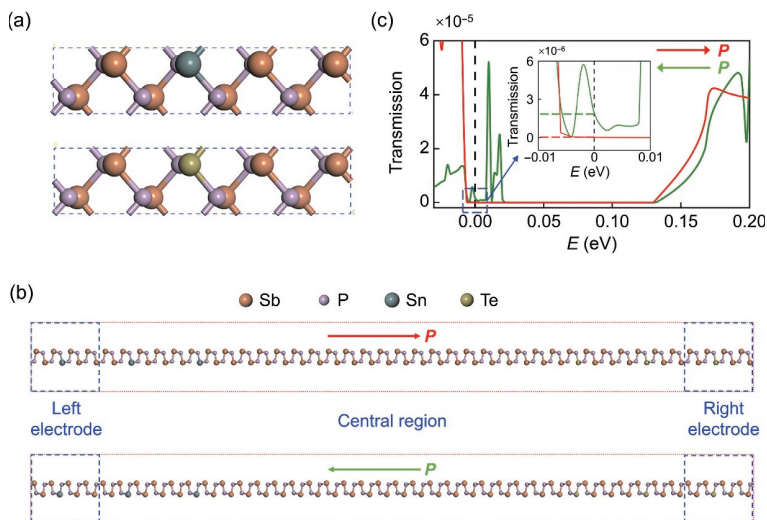 (a)
(c)
×10⁻⁵
6
4
2
0
Transmission
0.00
0.05
0.10
0.15
0.20
E (eV)
P
P
×10⁻⁶
6
3
0
Transmission
−0.01
0
0.01
E (eV)
(b)
Sb P Sn Te
P
Left electrode
Central region
Right electrode
P